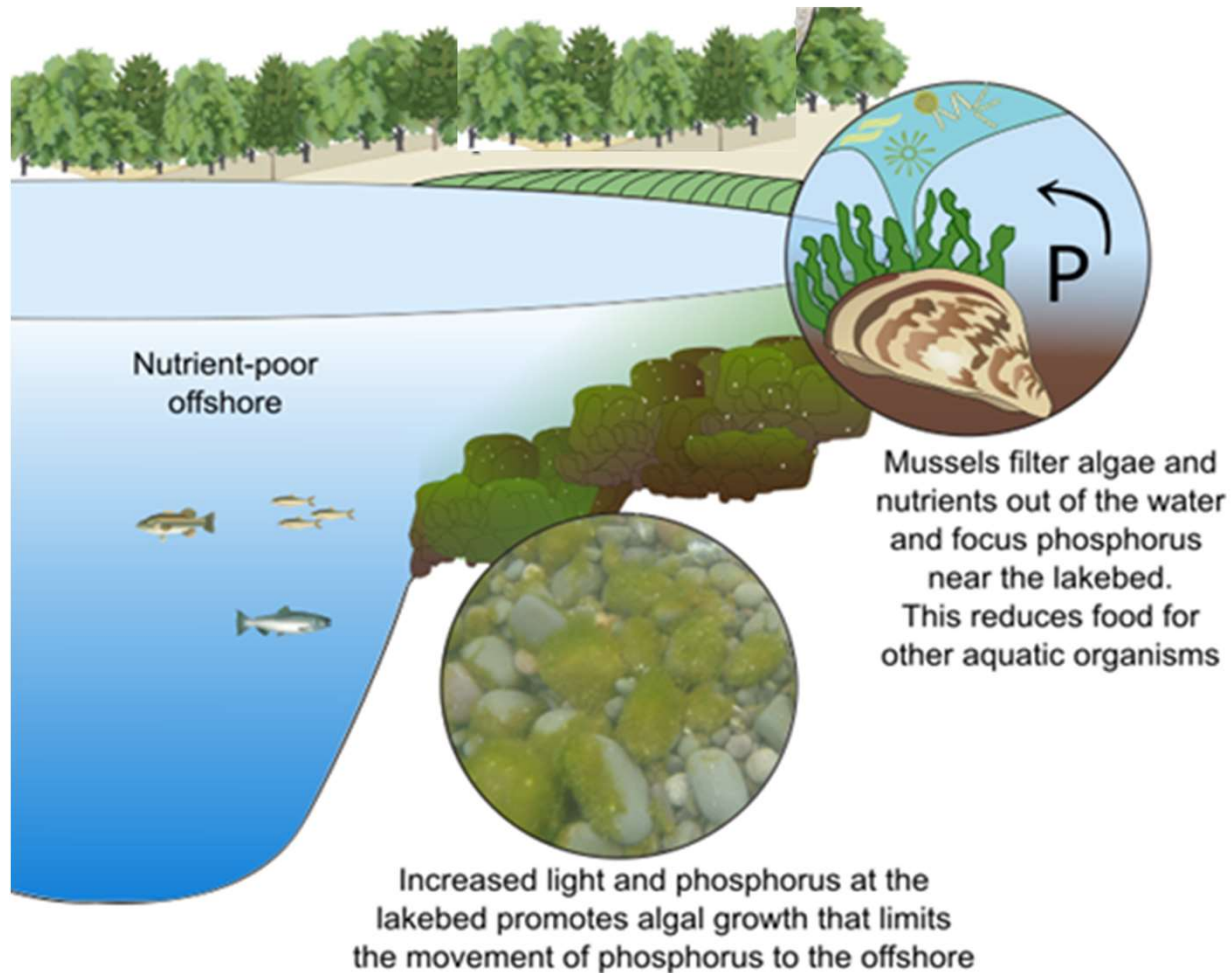 Nutrient-poor
offshore
P
Mussels filter algae and
nutrients out of the water
and focus phosphorus
near the lakebed.
This reduces food for
other aquatic organisms
Increased light and phosphorus at the
lakebed promotes algal growth that limits
the movement of phosphorus to the offshore